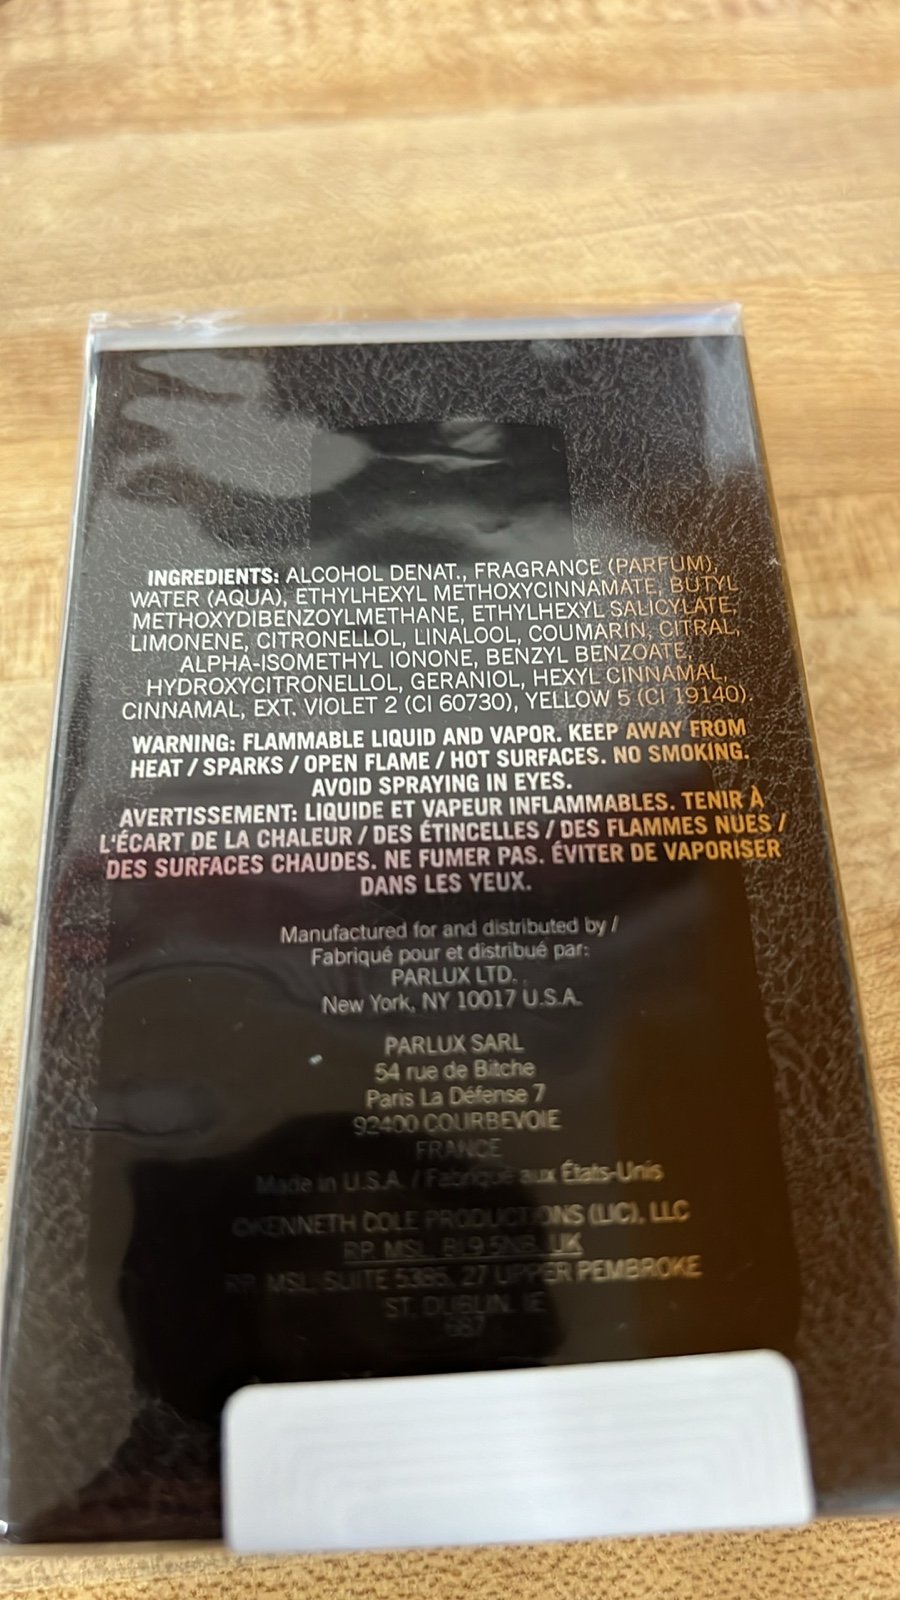 INGREDIENTS: ALCOHOL DENAT., FRAGRANCE (PARFUM),
WATER (AQUA), ETHYLHEXYL METHOXYCINNAMATE, BUTYL
METHOXYDIBENZOYLMETHANE, ETHYLHEXYL SALICYLATE,
LIMONENE, CITRONELLOL, LINALOOL, COUMARIN, CITRAL,
ALPHA-ISOMETHYL IONONE, BENZYL BENZOATE,
HYDROXYCITRONELLOL, GERANIOL, HEXYL CINNAMAL,
CINNAMAL, EXT. VIOLET 2 (CI 60730), YELLOW 5 (CI 19140)
WARNING: FLAMMABLE LIQUID AND VAPOR. KEEP AWAY FROM
HEAT / SPARKS / OPEN FLAME / HOT SURFACES. NO SMOKING.
AVOID SPRAYING IN EYES.
AVERTISSEMENT: LIQUIDE ET VAPEUR INFLAMMABLES. TENIR À
L'ÉCART DE LA CHALEUR / DES ÉTINCELLES / DES FLAMMES NUES /
DES SURFACES CHAUDES. NE FUMER PAS. ÉVITER DE VAPORISER
DANS LES YEUX.
Manufactured for and distributed by /
Fabriqué pour et distribué par:
PARLUX LTD.
New York, NY 10017 U.S.A.
PARLUX SARL
54 rue de Bitche
Paris La Défense 7
92400 COURBEVOIE
FRANCE
Made in U.S.A. / Fabriqué aux États-Unis
©KENNETH COLE PRODUCTIONS (LIC), LLC
RP. MSL, BL9 5NB, UK
RP. MSL, SUITE 5385, 27 UPPER PEMBROKE
ST. DUBLIN. IE